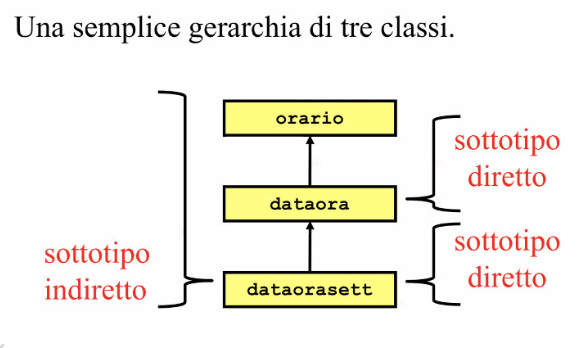 Una semplice gerarchia di tre classi.
orario
sottotipo
diretto
dataora
sottotipo
diretto
sottotipo
indiretto
dataorasett